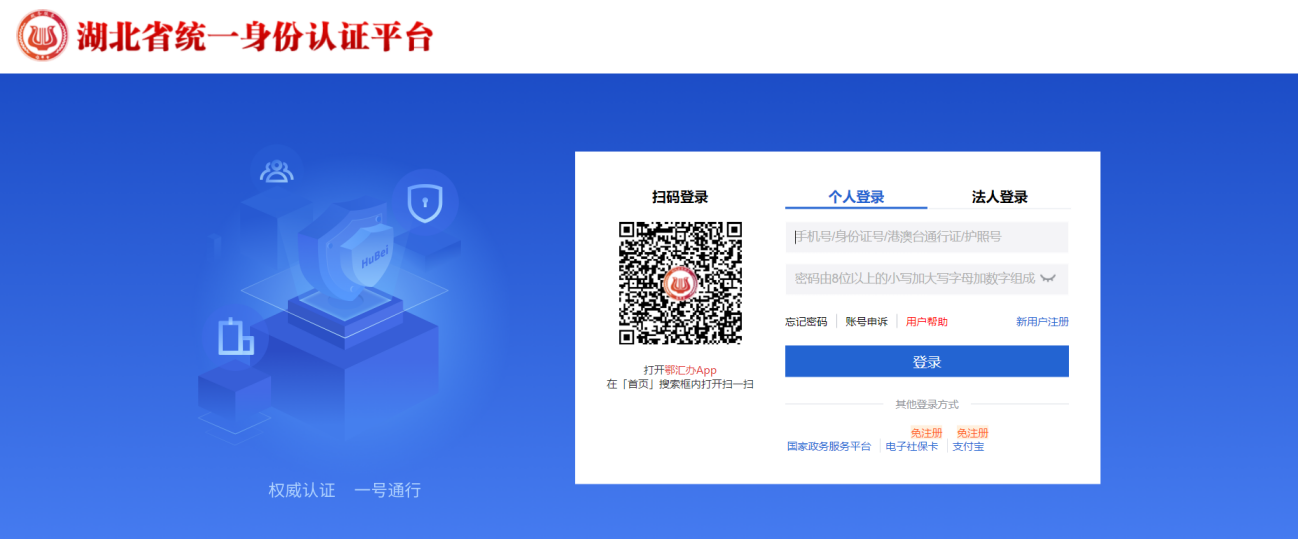 湖北省统一身份认证平台
HuBei
权威认证 一号通行
扫码登录
打开鄂汇办App
在「首页」搜索框内打开扫一扫
个人登录 法人登录
手机号/身份证号/港澳台通行证/护照号
密码由8位以上的小写加大写字母加数字组成
忘记密码 账号申诉 用户帮助 新用户注册
登录
其他登录方式
免注册 免注册
国家政务服务平台 电子社保卡 支付宝